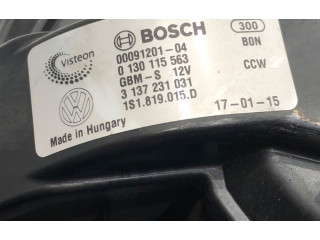 Visteon
BOSCH
300
00091201-04
BON
0 130 115 563
GBM-S 12V
CCW
3 137 231 031
1S1.819.015.D
17-01-15
Made in Hungary